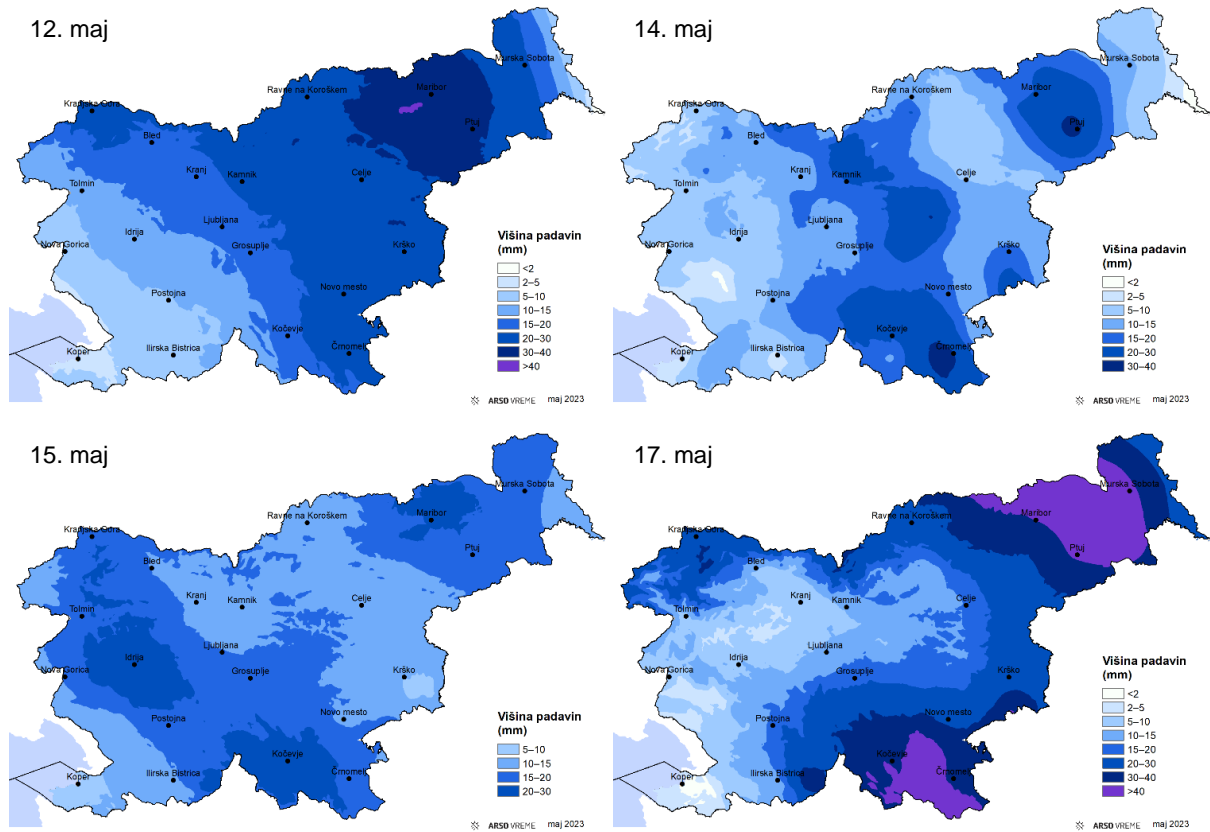 12. maj
Murska Sobota
Maribor
Ravne na Koroškem
Kranjska Gora
Ptuj
Bled
Kranj
Kamnik
Celje
Tolmin
Ljubljana
Idrija
Nova Gorica
Grosuplje
Krško
Postojna
Novo mesto
Kočevje
Koper
Ilirska Bistrica
Črnomelj
Višina padavin
(mm)
<2
2–5
5–10
10–15
15–20
20–30
30–40
>40
ARSO VREME maj 2023
14. maj
Murska Sobota
Maribor
Ravne na Koroškem
Kranjska Gora
Ptuj
Bled
Kranj
Kamnik
Celje
Tolmin
Ljubljana
Idrija
Nova Gorica
Grosuplje
Krško
Postojna
Novo mesto
Kočevje
Koper
Ilirska Bistrica
Črnomelj
Višina padavin
(mm)
<2
2–5
5–10
10–15
15–20
20–30
30–40
ARSO VREME maj 2023
15. maj
Murska Sobota
Maribor
Ravne na Koroškem
Kranjska Gora
Ptuj
Bled
Kranj
Kamnik
Celje
Tolmin
Ljubljana
Idrija
Nova Gorica
Grosuplje
Krško
Postojna
Novo mesto
Kočevje
Koper
Ilirska Bistrica
Črnomelj
Višina padavin
(mm)
5–10
10–15
15–20
20–30
ARSO VREME maj 2023
17. maj
Murska Sobota
Maribor
Ravne na Koroškem
Kranjska Gora
Ptuj
Bled
Kranj
Kamnik
Celje
Tolmin
Ljubljana
Idrija
Nova Gorica
Grosuplje
Krško
Postojna
Novo mesto
Kočevje
Koper
Ilirska Bistrica
Črnomelj
Višina padavin
(mm)
<2
2–5
5–10
10–15
15–20
20–30
30–40
>40
ARSO VREME maj 2023